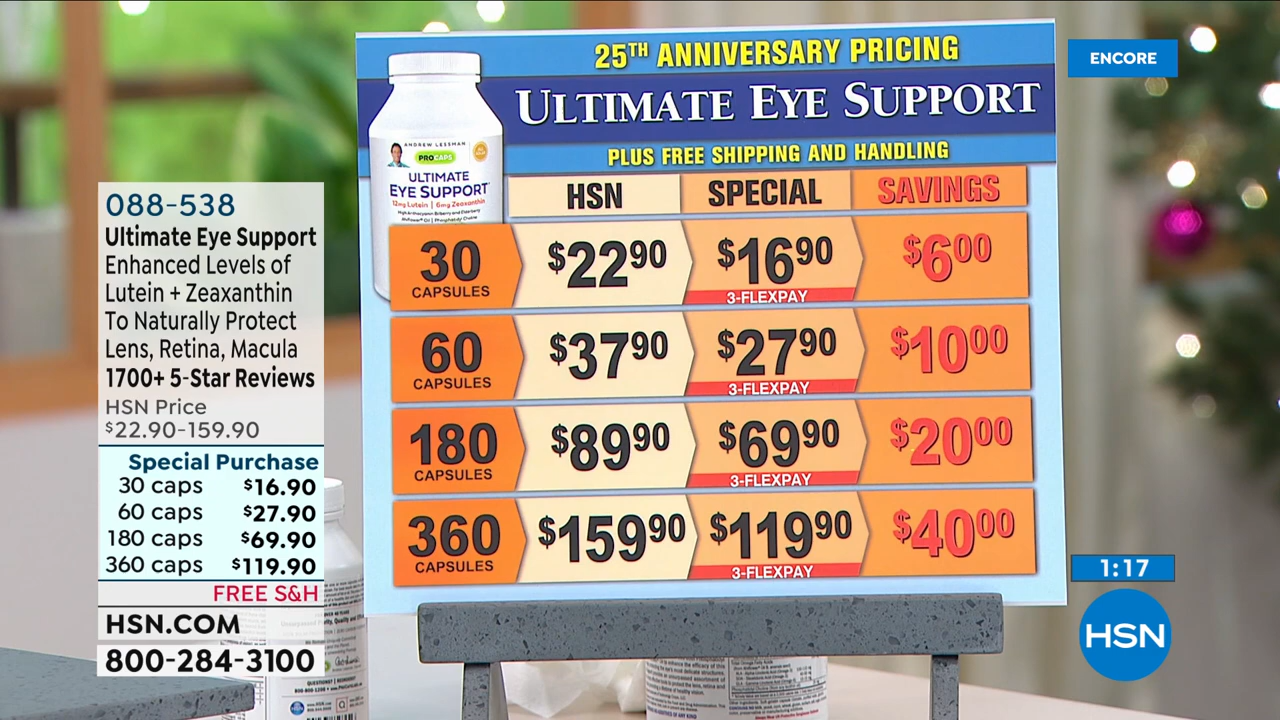 ENCORE
088-538
Ultimate Eye Support
Enhanced Levels of
Lutein + Zeaxanthin
To Naturally Protect
Lens, Retina, Macula
1700+ 5-Star Reviews
HSN Price
$22.90-159.90
Special Purchase
30 caps $16.90
60 caps $27.90
180 caps $69.90
360 caps $119.90
FREE S&H
HSN.COM
800-284-3100
25TH ANNIVERSARY PRICING
ULTIMATE EYE SUPPORT
PLUS FREE SHIPPING AND HANDLING
ANDREW LESSMAN
PROCAPS
ULTIMATE
EYE SUPPORT
12mg Lutein | 6mg Zeaxanthin
HSN SPECIAL SAVINGS
30 CAPSULES $22.90 $16.90 $6.00
3-FLEXPAY
60 CAPSULES $37.90 $27.90 $10.00
3-FLEXPAY
180 CAPSULES $89.90 $69.90 $20.00
3-FLEXPAY
360 CAPSULES $159.90 $119.90 $40.00
3-FLEXPAY
1:17
HSN
QUESTIONS?